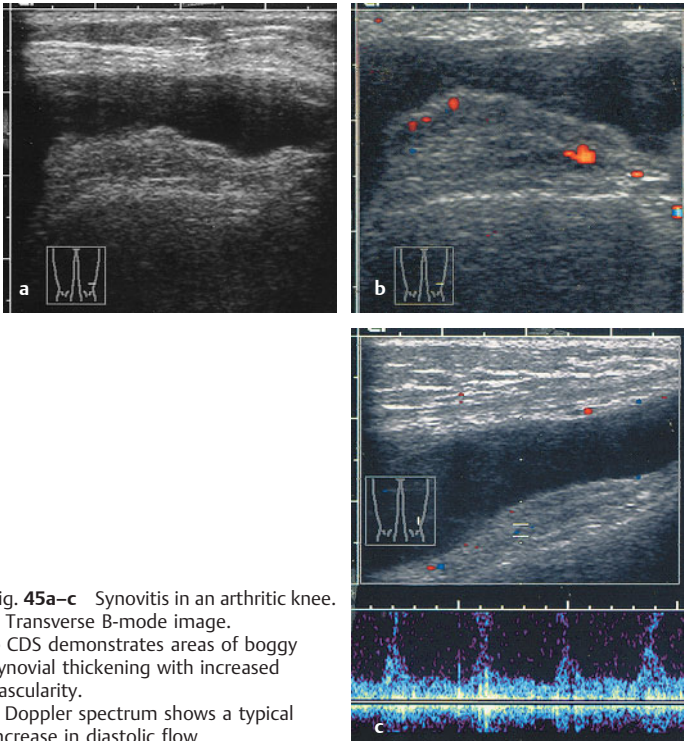 a
b
c
ig. 45a–c Synovitis in an arthritic knee.
Transverse B-mode image.
CDS demonstrates areas of boggy
ynovial thickening with increased
ascularity.
Doppler spectrum shows a typical
ncrease in diastolic flow